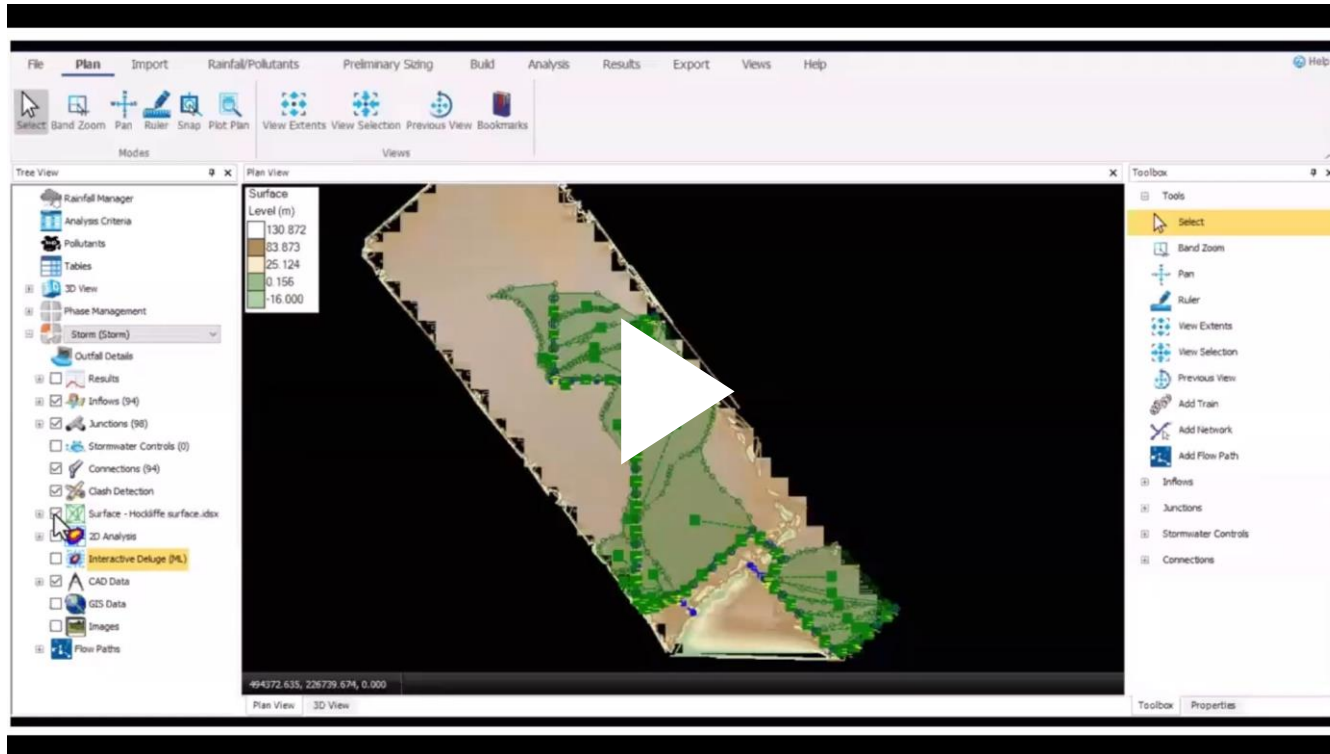 File Plan Import Rainfall/Pollutants Preliminary Sizing Build Analysis Results Export Views Help
Help
Select Band Zoom Pan Ruler Snap Plot Plan View Extents View Selection Previous View Bookmarks
Modes Views
Tree View
Rainfall Manager
Analysis Criteria
Pollutants
Tables
3D View
Phase Management
Storm (Storm)
Outfall Details
Results
Inflows (94)
Junctions (98)
Stormwater Controls (0)
Connections (94)
Clash Detection
Surface - Hockliffe surface.idsx
2D Analysis
Interactive Deluge (ML)
CAD Data
GIS Data
Images
Flow Paths
Plan View
Surface
Level (m)
130.872
83.873
25.124
0.156
-16.000
494372.635, 226739.674, 0.000
Plan View 3D View
Toolbox
Tools
Select
Band Zoom
Pan
Ruler
View Extents
View Selection
Previous View
Add Train
Add Network
Add Flow Path
Inflows
Junctions
Stormwater Controls
Connections
Toolbox Properties